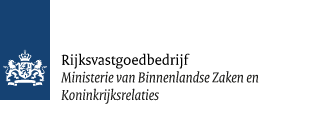 Rijksvastgoedbedrijf
Ministerie van Binnenlandse Zaken en
Koninkrijksrelaties